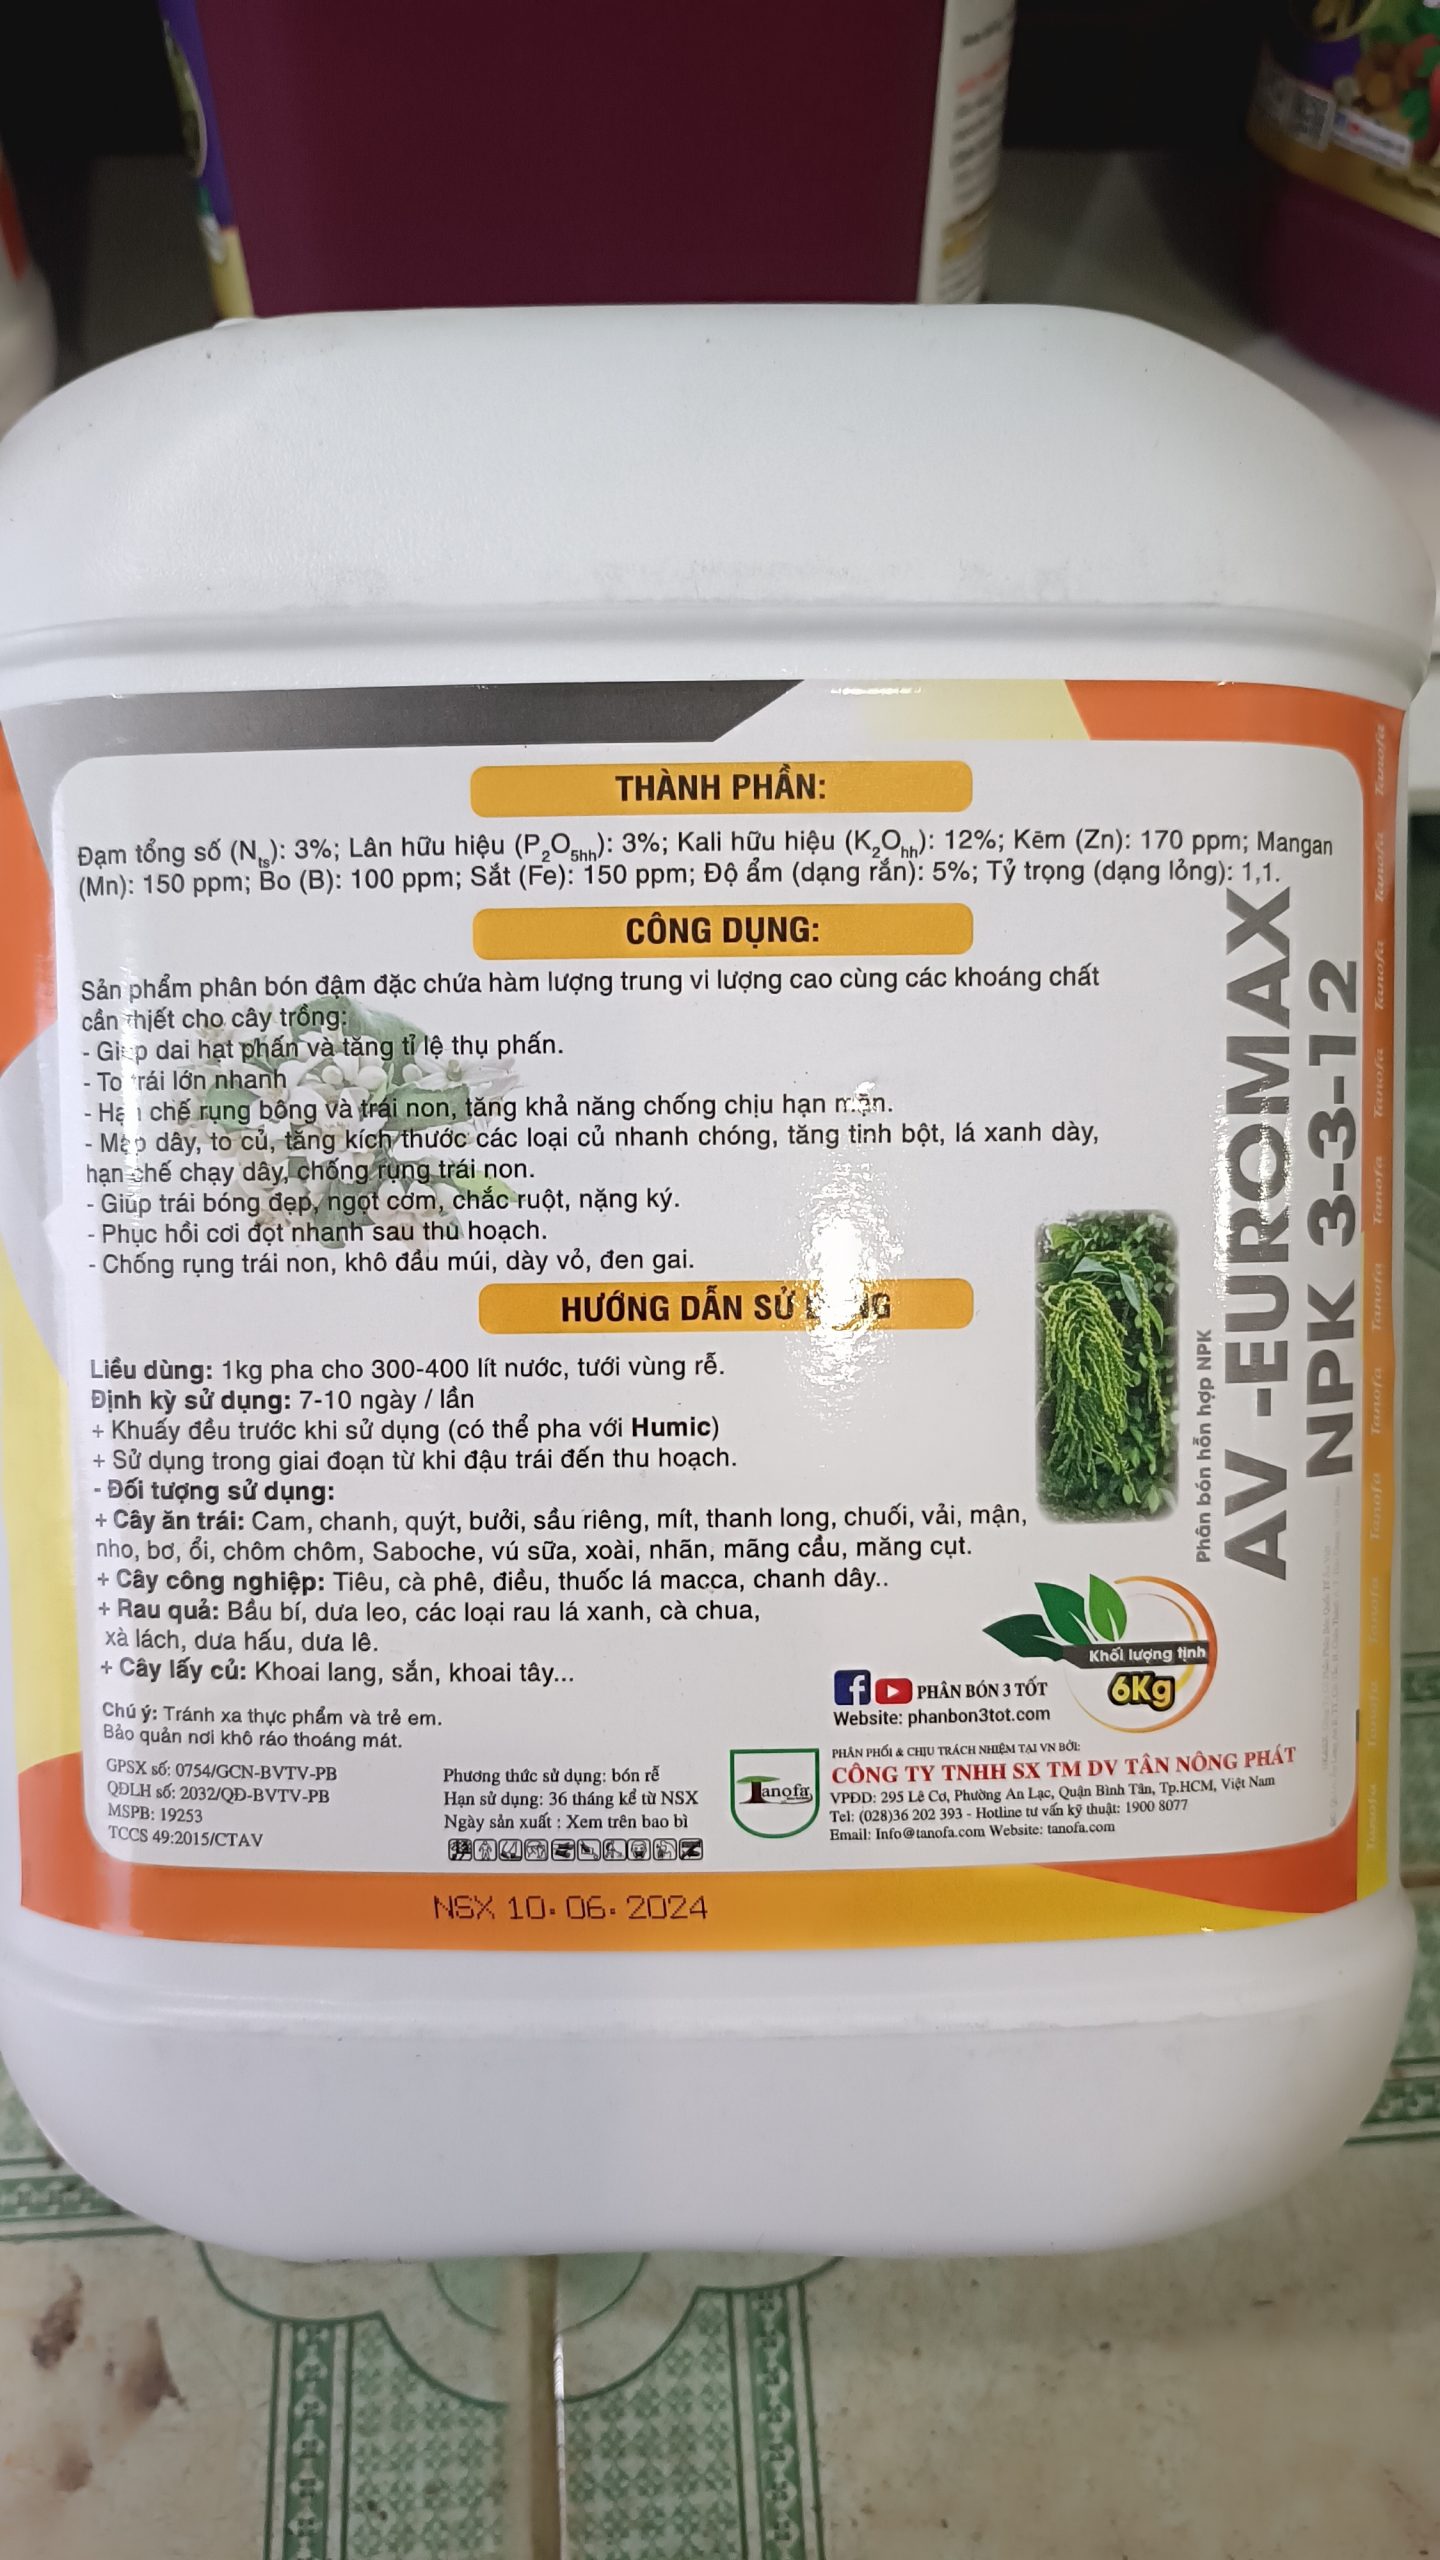 THÀNH PHẦN:
Đạm tổng số (Nts): 3%; Lân hữu hiệu (P2O5hh): 3%; Kali hữu hiệu (K2Ohh): 12%; Kẽm (Zn): 170 ppm; Mangan
(Mn): 150 ppm; Bo (B): 100 ppm; Sắt (Fe): 150 ppm; Độ ẩm (dạng rắn): 5%; Tỷ trọng (dạng lỏng): 1,1.
CÔNG DỤNG:
Sản phẩm phân bón đậm đặc chứa hàm lượng trung vi lượng cao cùng các khoáng chất
cần thiết cho cây trồng:
- Giúp dai hạt phấn và tăng tỉ lệ thụ phấn.
- To trái lớn nhanh
- Hạn chế rụng bông và trái non, tăng khả năng chống chịu hạn mặn.
- Mập dây, to củ, tăng kích thước các loại củ nhanh chóng, tăng tinh bột, lá xanh dày,
hạn chế chạy dây, chống rụng trái non.
- Giúp trái bóng đẹp, ngọt cơm, chắc ruột, nặng ký.
- Phục hồi cơi đọt nhanh sau thu hoạch.
- Chống rụng trái non, khô đầu múi, dày vỏ, đen gai.
HƯỚNG DẪN SỬ
Liều dùng: 1kg pha cho 300-400 lít nước, tưới vùng rễ.
Định kỳ sử dụng: 7-10 ngày / lần
+ Khuấy đều trước khi sử dụng (có thể pha với Humic)
+ Sử dụng trong giai đoạn từ khi đậu trái đến thu hoạch.
- Đối tượng sử dụng:
+ Cây ăn trái: Cam, chanh, quýt, bưởi, sầu riêng, mít, thanh long, chuối, vải, mận,
nho, bơ, ổi, chôm chôm, Saboche, vú sữa, xoài, nhãn, mãng cầu, măng cụt.
+ Cây công nghiệp: Tiêu, cà phê, điều, thuốc lá macca, chanh dây..
+ Rau quả: Bầu bí, dưa leo, các loại rau lá xanh, cà chua,
xà lách, dưa hấu, dưa lê.
+ Cây lấy củ: Khoai lang, sắn, khoai tây...
Chú ý: Tránh xa thực phẩm và trẻ em.
Bảo quản nơi khô ráo thoáng mát.
GPSX số: 0754/GCN-BVTV-PB
QĐLH số: 2032/QĐ-BVTV-PB
MSPB: 19253
TCCS 49:2015/CTAV
Phương thức sử dụng: bón rễ
Hạn sử dụng: 36 tháng kể từ NSX
Ngày sản xuất : Xem trên bao bì
Phân bón hỗn hợp NPK
AV -EUROMAX
NPK 3-3-12
Khối lượng tịnh
6Kg
PHÂN BÓN 3 TỐT
Website: phanbon3tot.com
Tanofa
PHÂN PHỐI & CHỊU TRÁCH NHIỆM TẠI VN BỞI:
CÔNG TY TNHH SX TM DV TÂN NÔNG PHÁT
VPDD: 295 Lê Cơ, Phường An Lạc, Quận Bình Tân, Tp.HCM, Việt Nam
Tel: (028)36 202 393 - Hotline tư vấn kỹ thuật: 1900 8077
Email: Info@tanofa.com Website: tanofa.com
NSX 10.06.2024
Tanofa Tanofa Tanofa Tanofa Tanofa Tanofa Tanofa Tanofa Tanofa Tanofa Tanofa